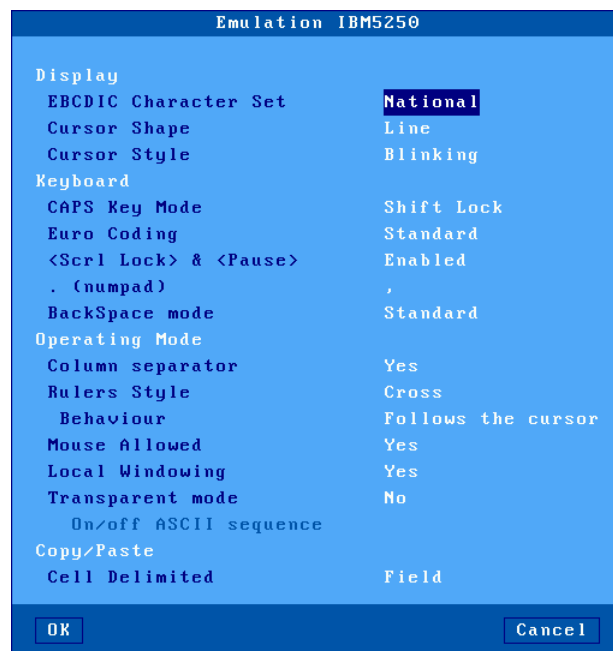 Emulation IBM5250
Display
EBCDIC Character Set National
Cursor Shape Line
Cursor Style Blinking
Keyboard
CAPS Key Mode Shift Lock
Euro Coding Standard
<Scrl Lock> & <Pause> Enabled
. (numpad) ,
BackSpace mode Standard
Operating Mode
Column separator Yes
Rulers Style Cross
Behaviour Follows the cursor
Mouse Allowed Yes
Local Windowing Yes
Transparent mode No
On/off ASCII sequence
Copy/Paste
Cell Delimited Field
OK Cancel